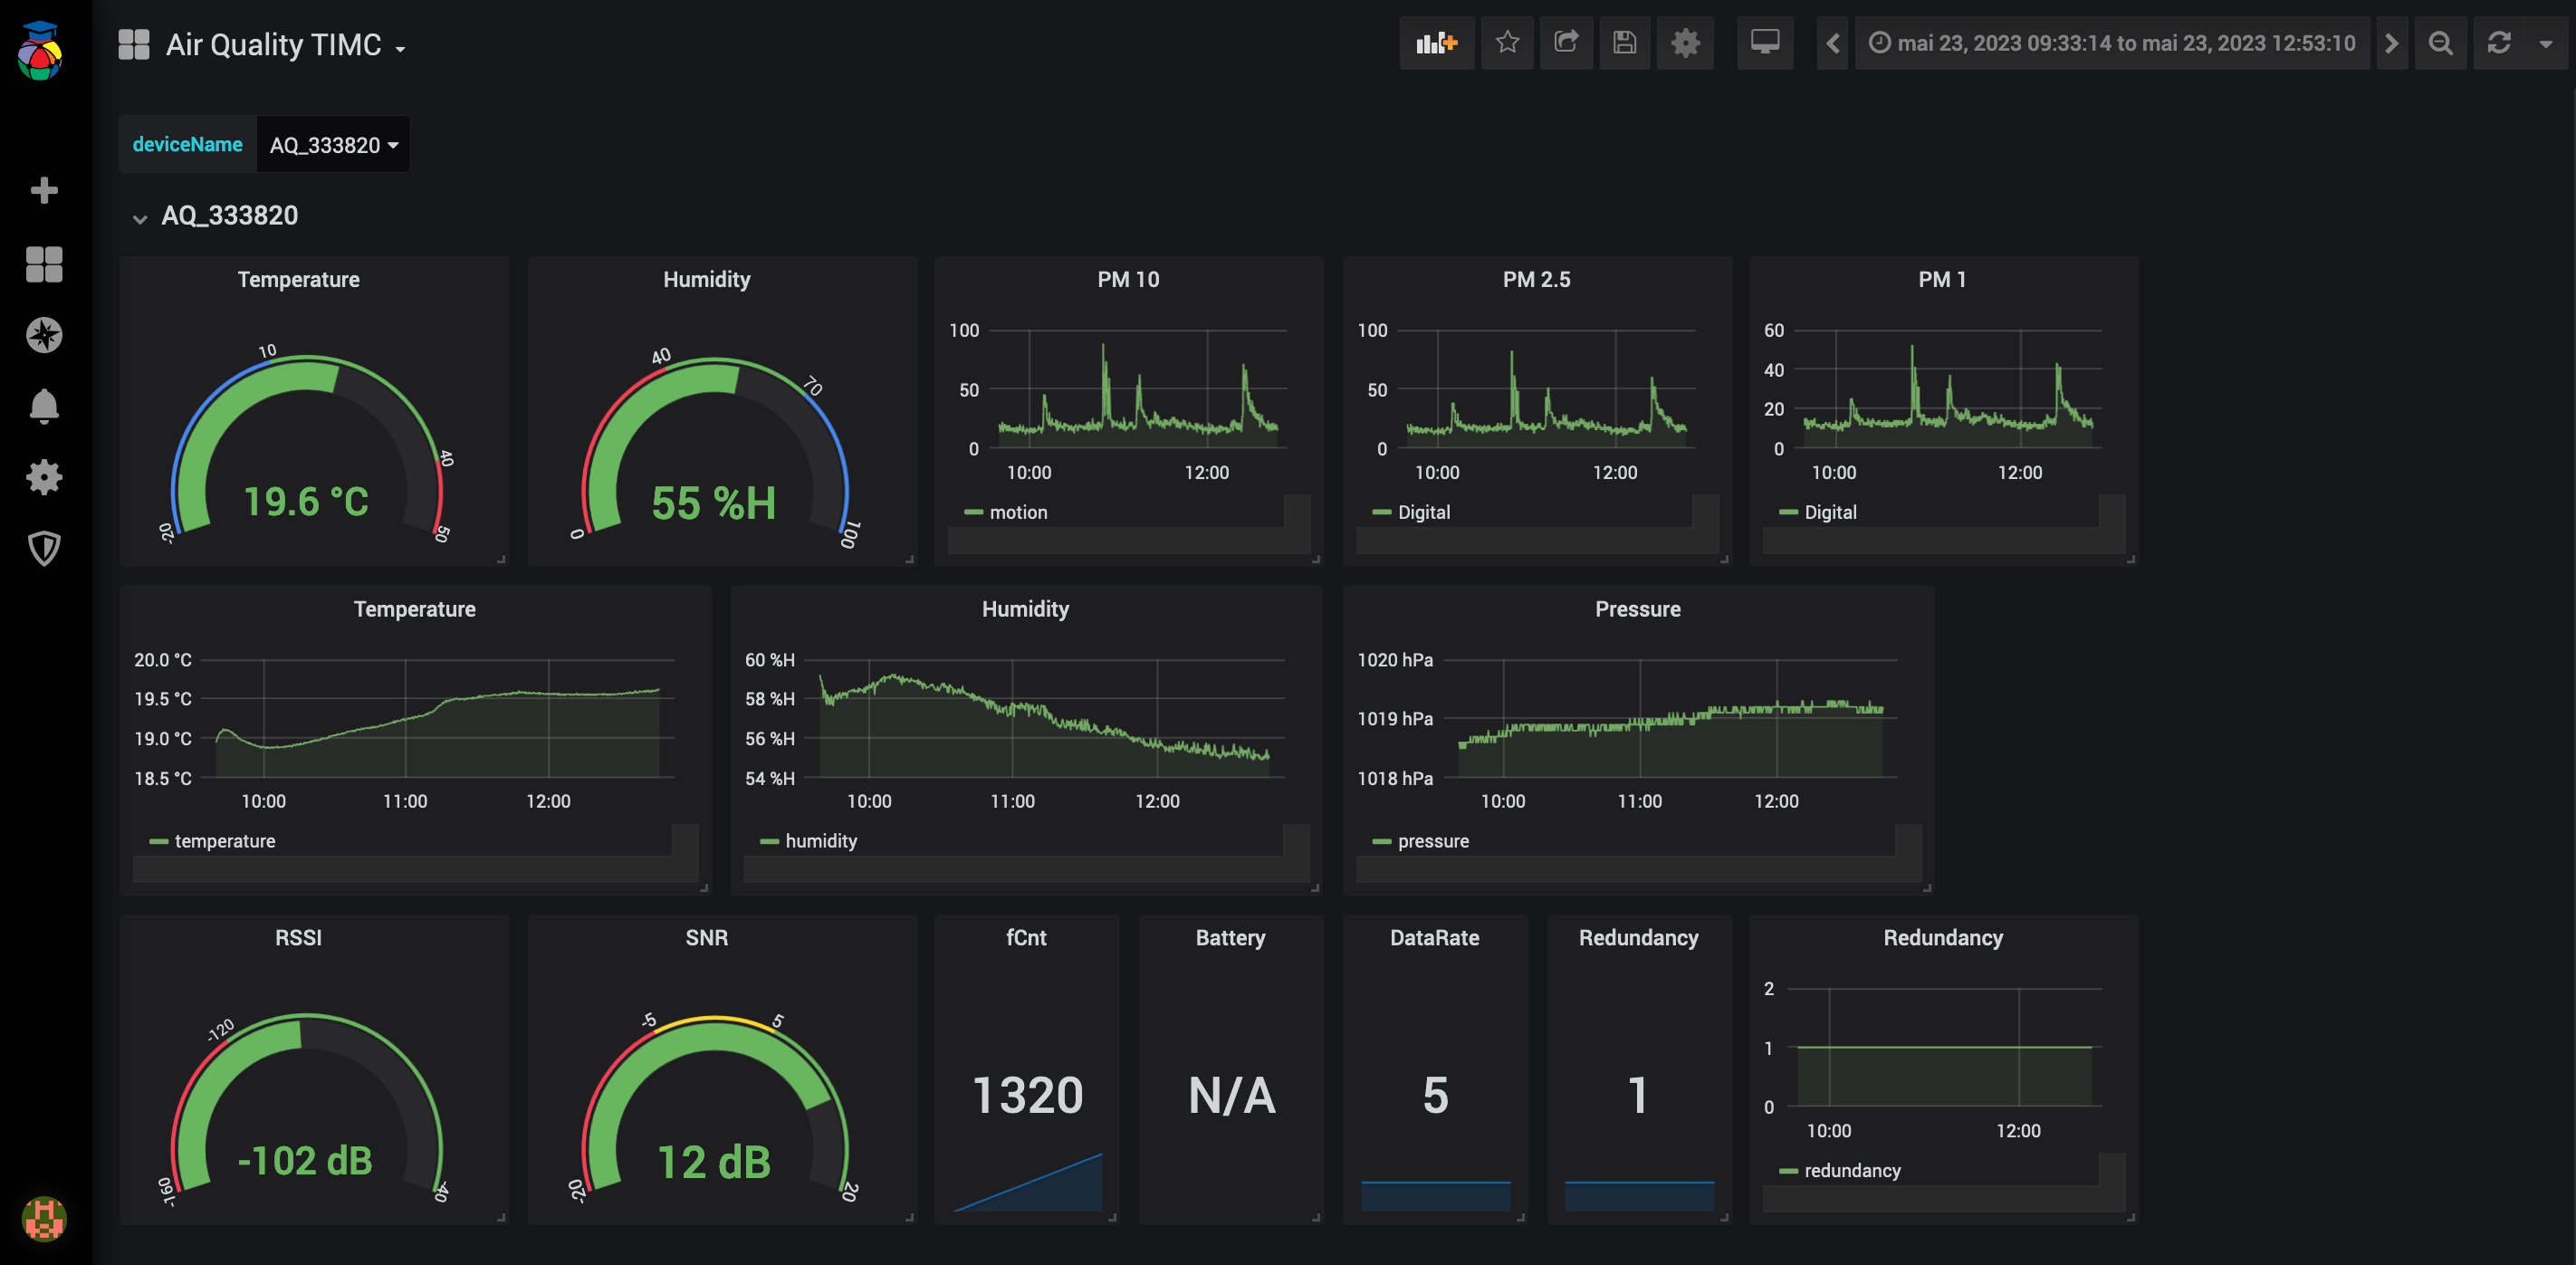 Air Quality TIMC
mai 23, 2023 09:33:14 to mai 23, 2023 12:53:10
deviceName AQ_333820
AQ_333820
Temperature
-20 10 40 50
19.6 °C
Humidity
0 40 70 100
55 %H
PM 10
100
50
0
10:00 12:00
motion
PM 2.5
100
50
0
10:00 12:00
Digital
PM 1
60
40
20
0
10:00 12:00
Digital
Temperature
20.0 °C
19.5 °C
19.0 °C
18.5 °C
10:00 11:00 12:00
temperature
Humidity
60 %H
58 %H
56 %H
54 %H
10:00 11:00 12:00
humidity
Pressure
1020 hPa
1019 hPa
1018 hPa
10:00 11:00 12:00
pressure
RSSI
-160 -120 -40
-102 dB
SNR
-20 -5 5 20
12 dB
fCnt
1320
Battery
N/A
DataRate
5
Redundancy
1
Redundancy
2
1
0
10:00 12:00
redundancy